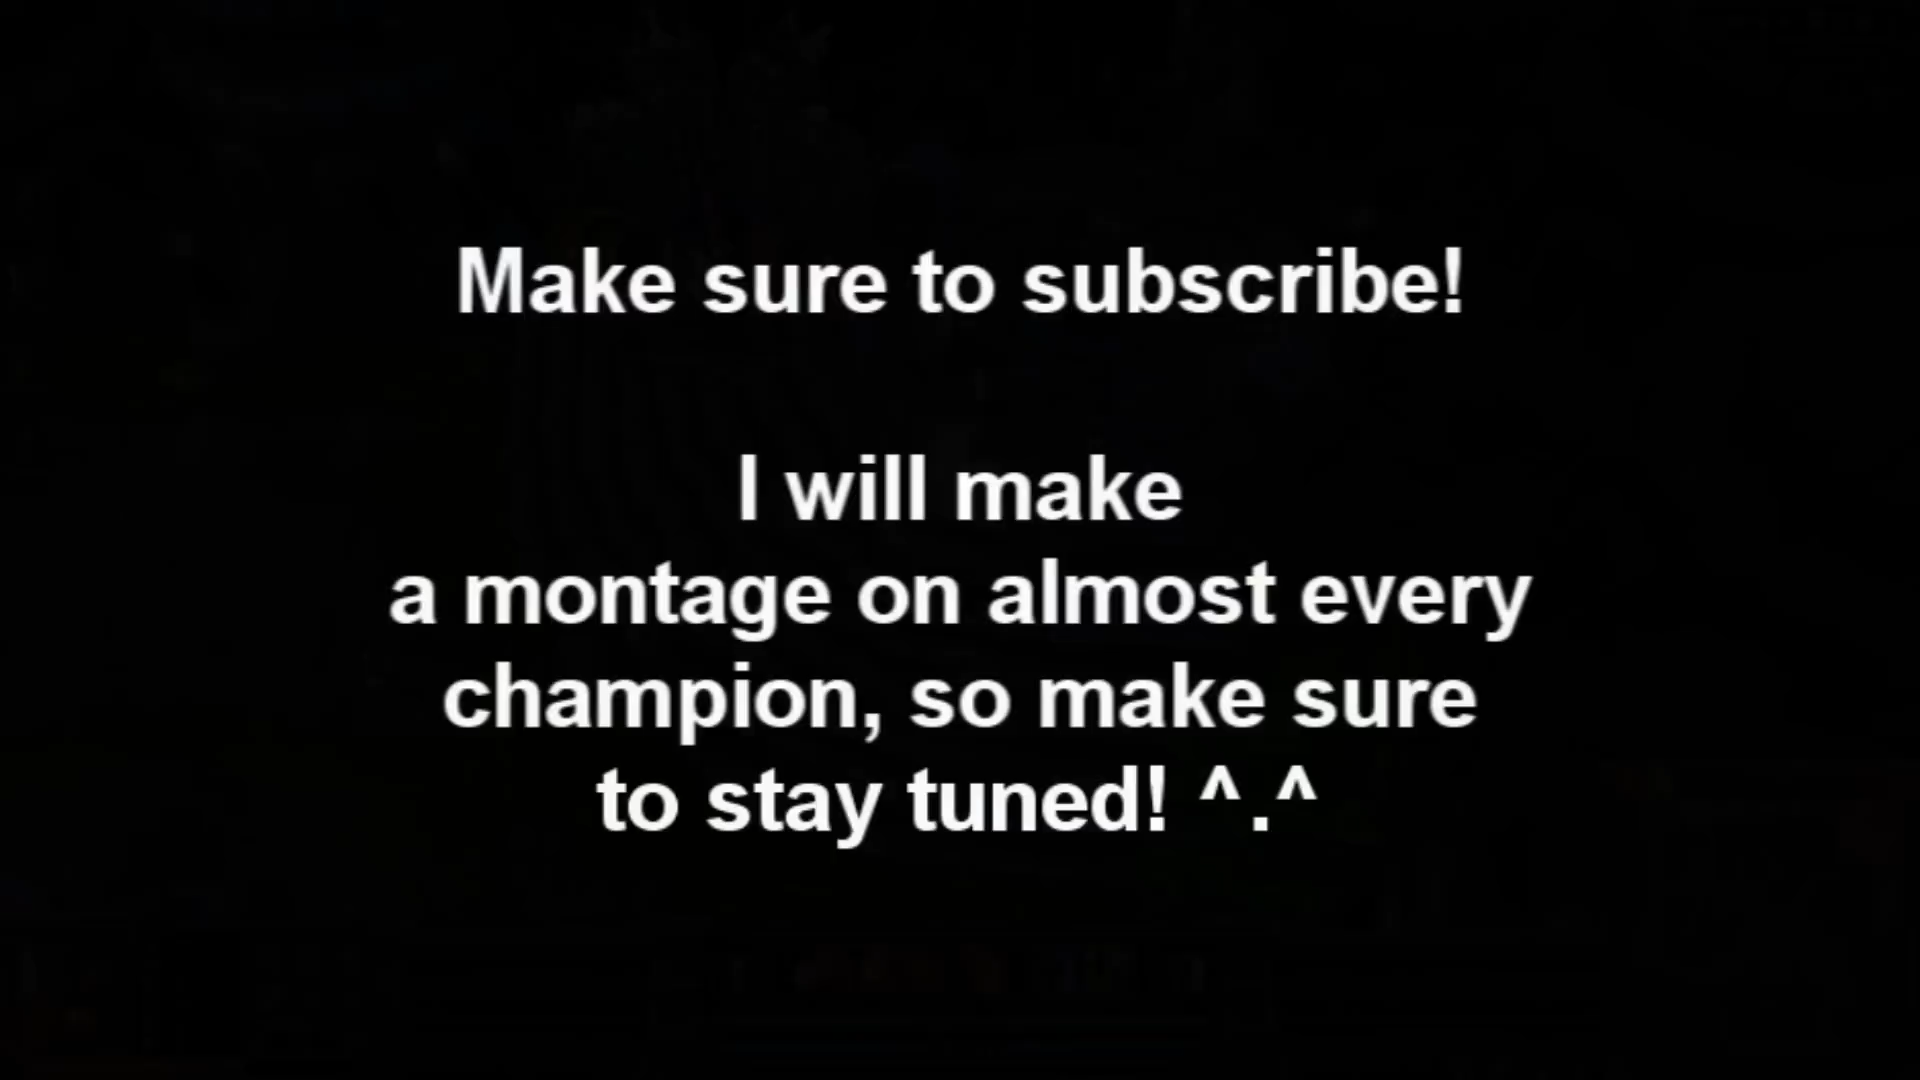 Make sure to subscribe!
I will make
a montage on almost every
champion, so make sure
to stay tuned! ^.^